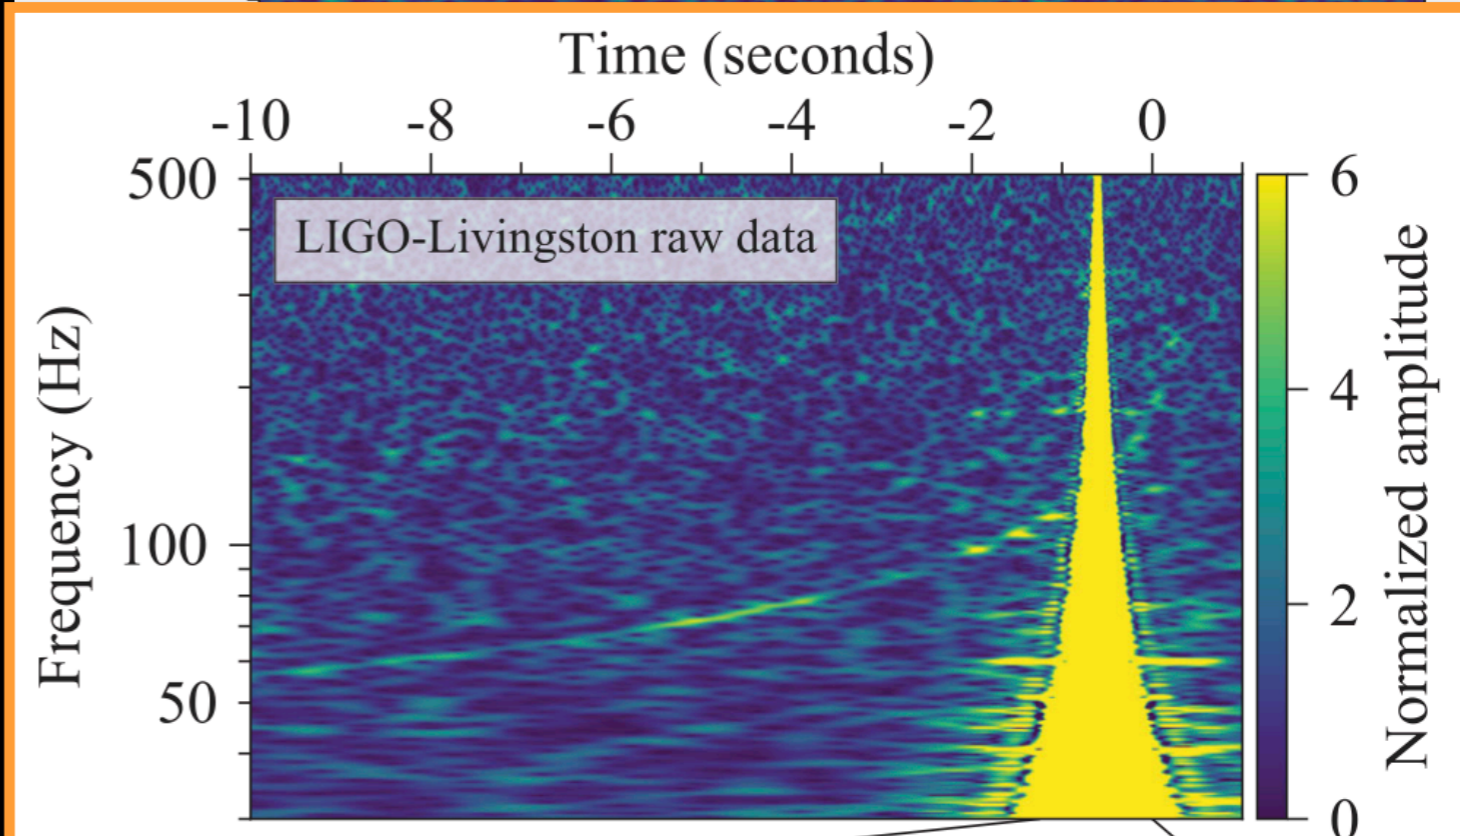 Time (seconds)
-10 -8 -6 -4 -2 0
500
100
50
Frequency (Hz)
LIGO-Livingston raw data
6
4
2
0
Normalized amplitude